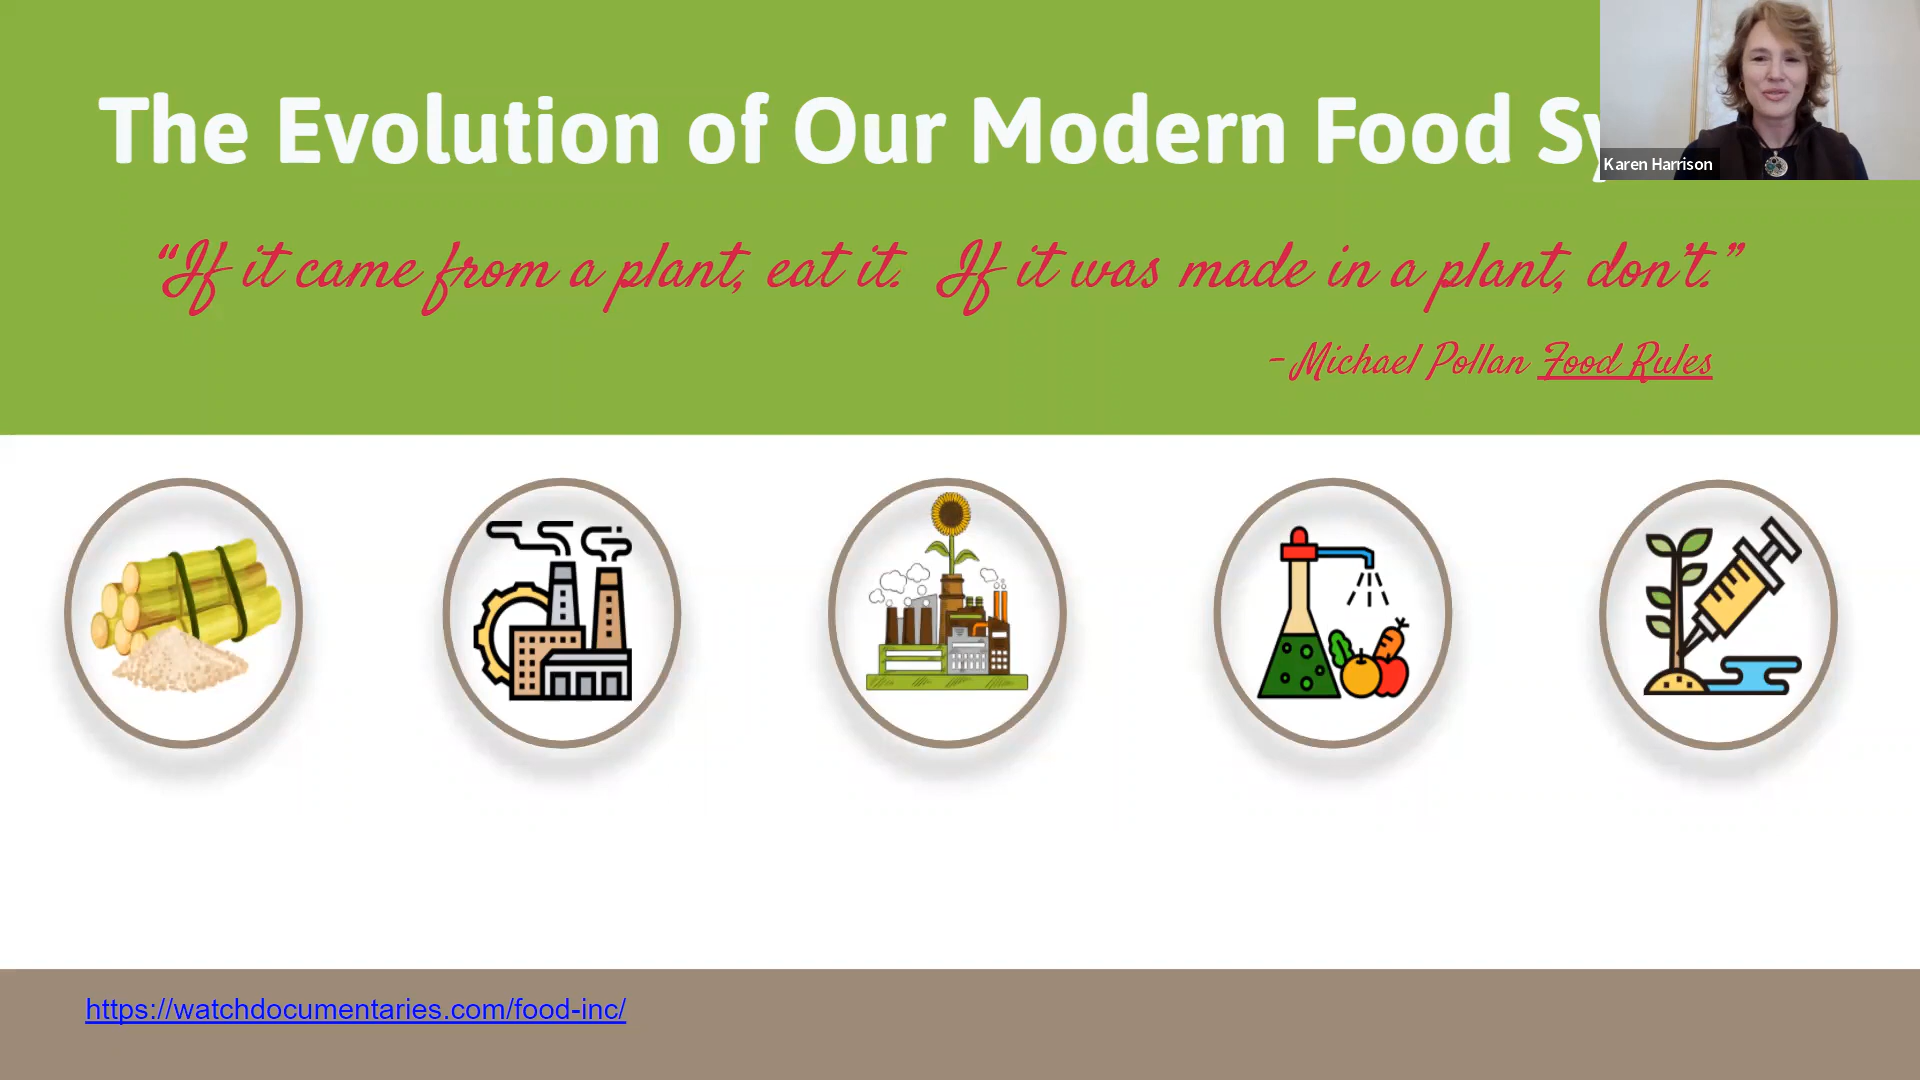 The Evolution of Our Modern Food Sy
Karen Harrison
“If it came from a plant, eat it. If it was made in a plant, don't.”
- Michael Pollan Food Rules
https://watchdocumentaries.com/food-inc/